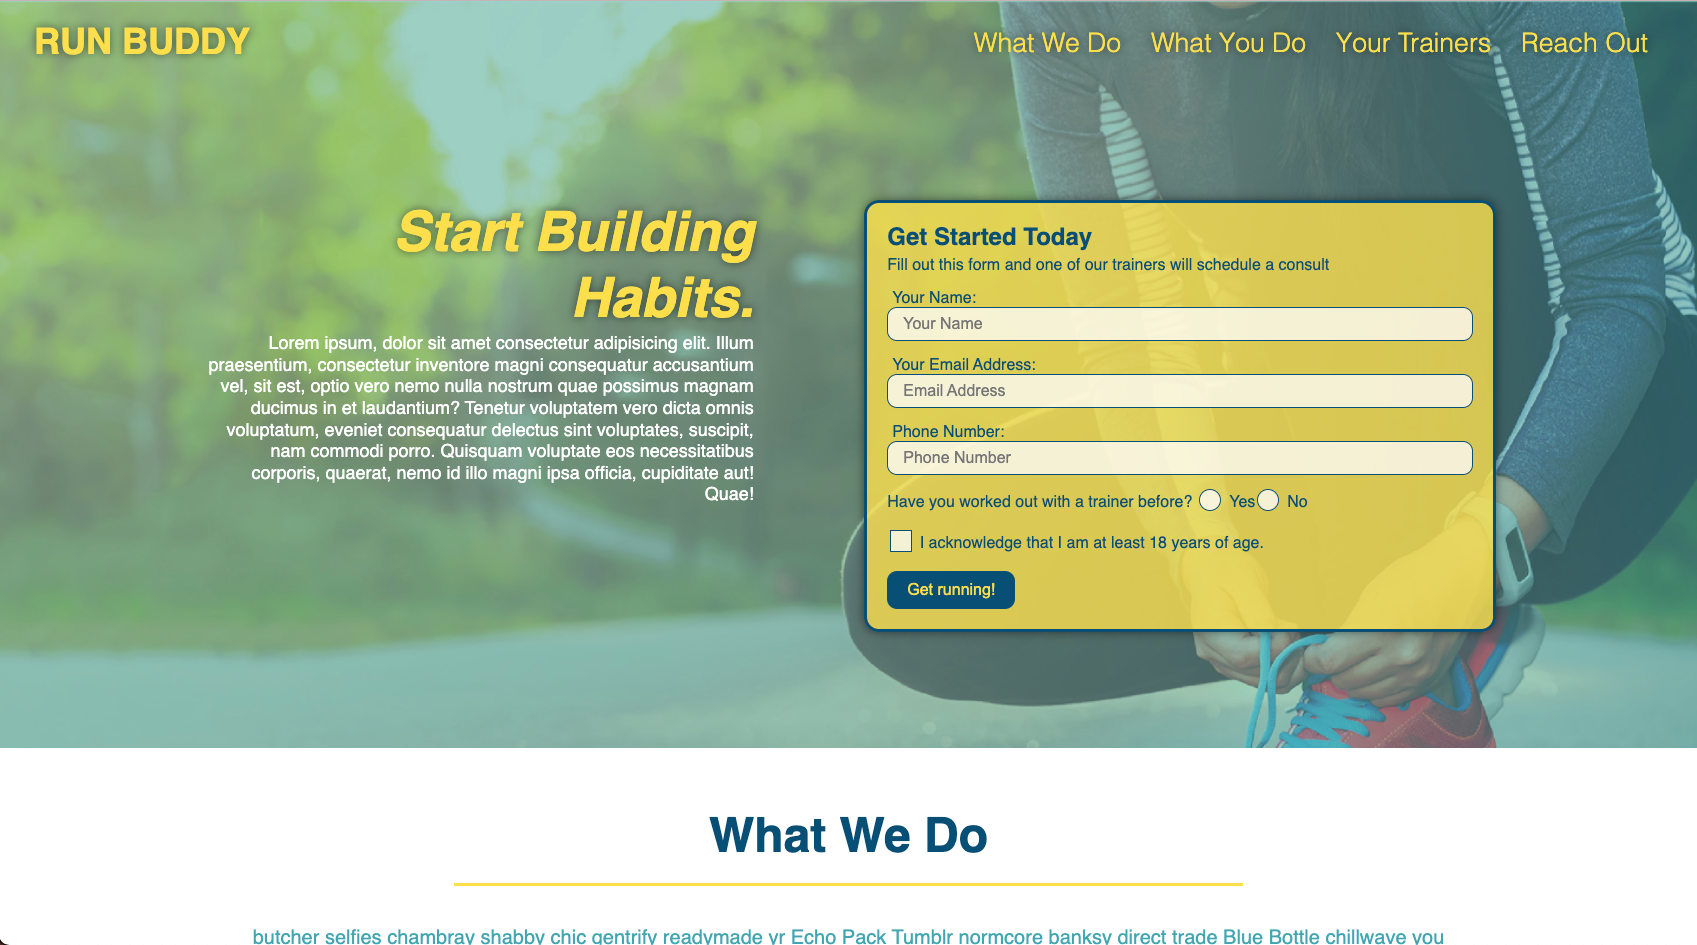 RUN BUDDY
What We Do What You Do Your Trainers Reach Out
Start Building
Habits.
Lorem ipsum, dolor sit amet consectetur adipisicing elit. Illum
praesentium, consectetur inventore magni consequatur accusantium
vel, sit est, optio vero nemo nulla nostrum quae possimus magnam
ducimus in et laudantium? Tenetur voluptatem vero dicta omnis
voluptatum, eveniet consequatur delectus sint voluptates, suscipit,
nam commodi porro. Quisquam voluptate eos necessitatibus
corporis, quaerat, nemo id illo magni ipsa officia, cupiditate aut!
Quae!
Get Started Today
Fill out this form and one of our trainers will schedule a consult
Your Name:
Your Name
Your Email Address:
Email Address
Phone Number:
Phone Number
Have you worked out with a trainer before? Yes No
I acknowledge that I am at least 18 years of age.
Get running!
What We Do
butcher selfies chambray shabby chic gentrify readymade yr Echo Pack Tumblr normcore banksy direct trade Blue Bottle chillwave you